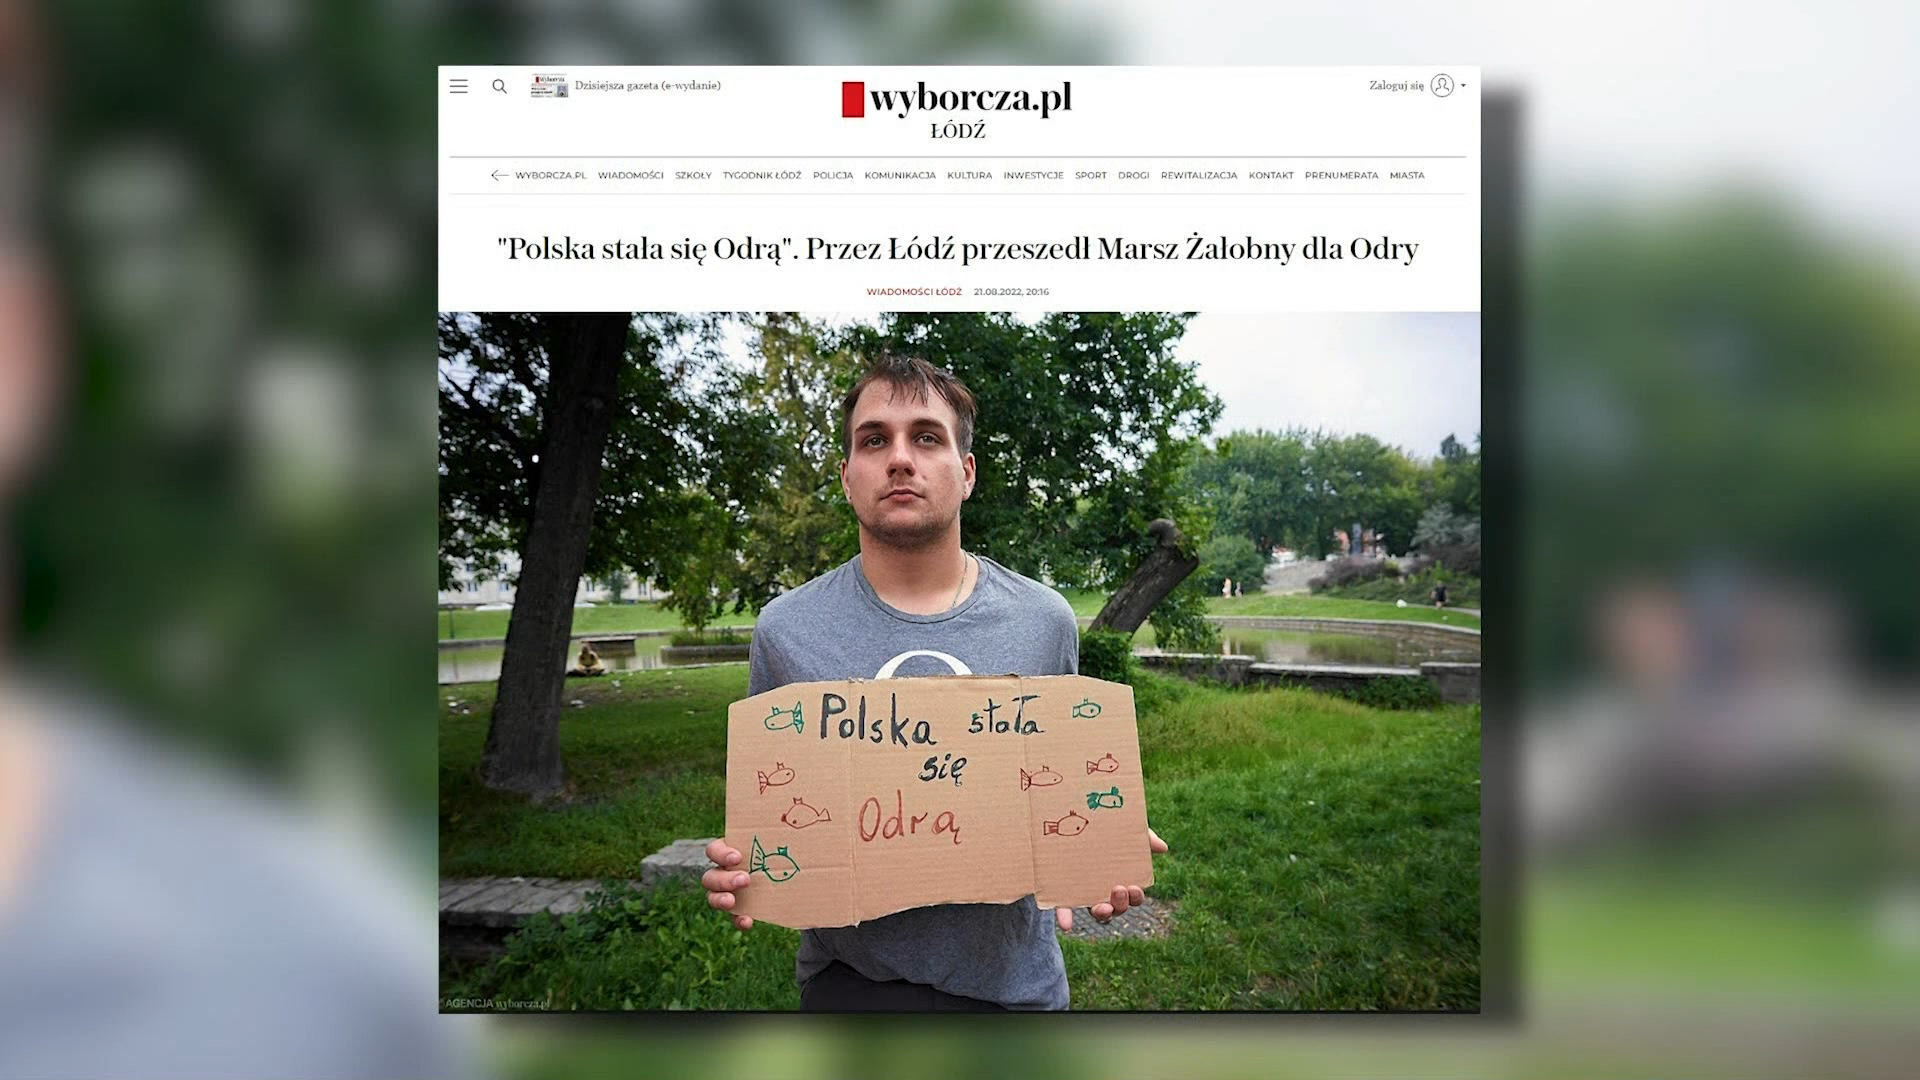 Dzisiejsza gazeta (e-wydanie)
wyborcza.pl
ŁÓDŹ
Zaloguj się
WYBORCZA.PL WIADOMOŚCI SZKOŁY TYGODNIK ŁÓDŹ POLICJA KOMUNIKACJA KULTURA INWESTYCJE SPORT DROGI REWITALIZACJA KONTAKT PRENUMERATA MIASTA
"Polska stała się Odrą". Przez Łódź przeszedł Marsz Żałobny dla Odry
WIADOMOŚCI ŁÓDŹ 21.08.2022, 20:16
Polska stała
się
Odrą
AGENCJA wyborcza.pl